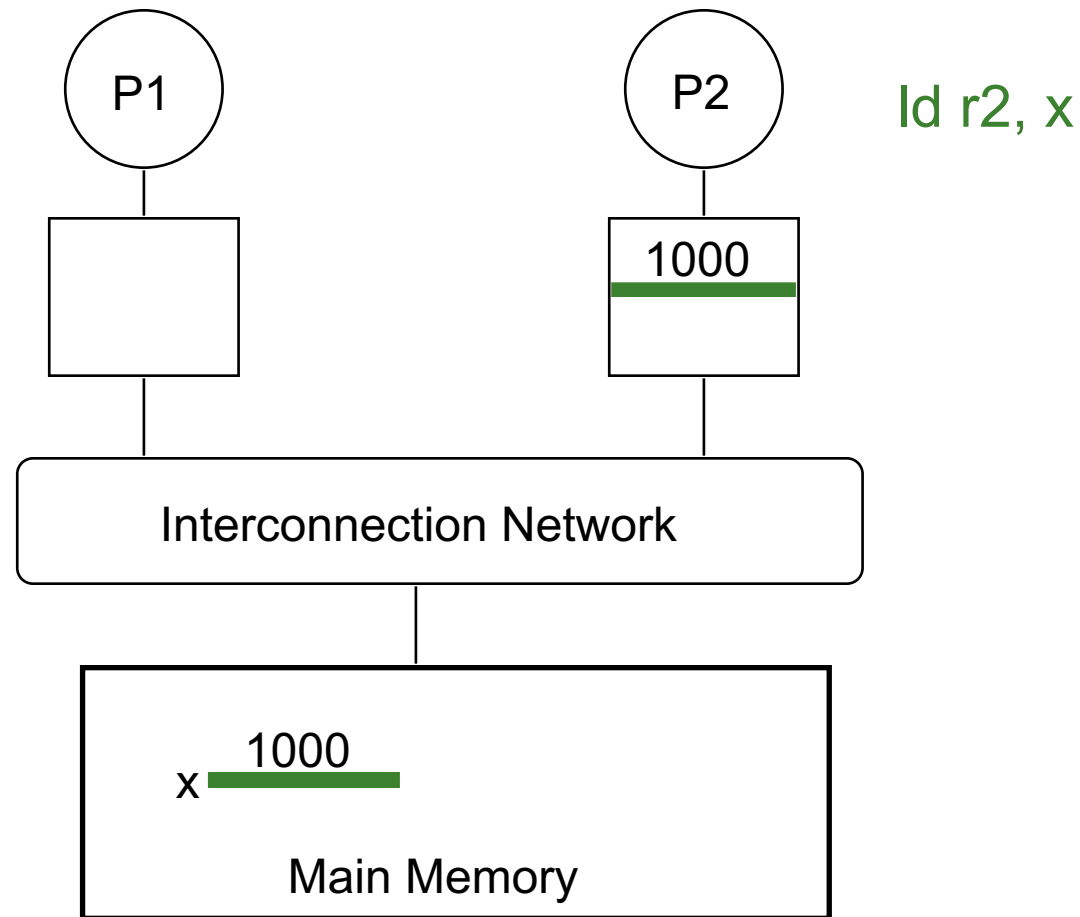 P1
P2
ld r2, x
1000
Interconnection Network
1000
x
Main Memory